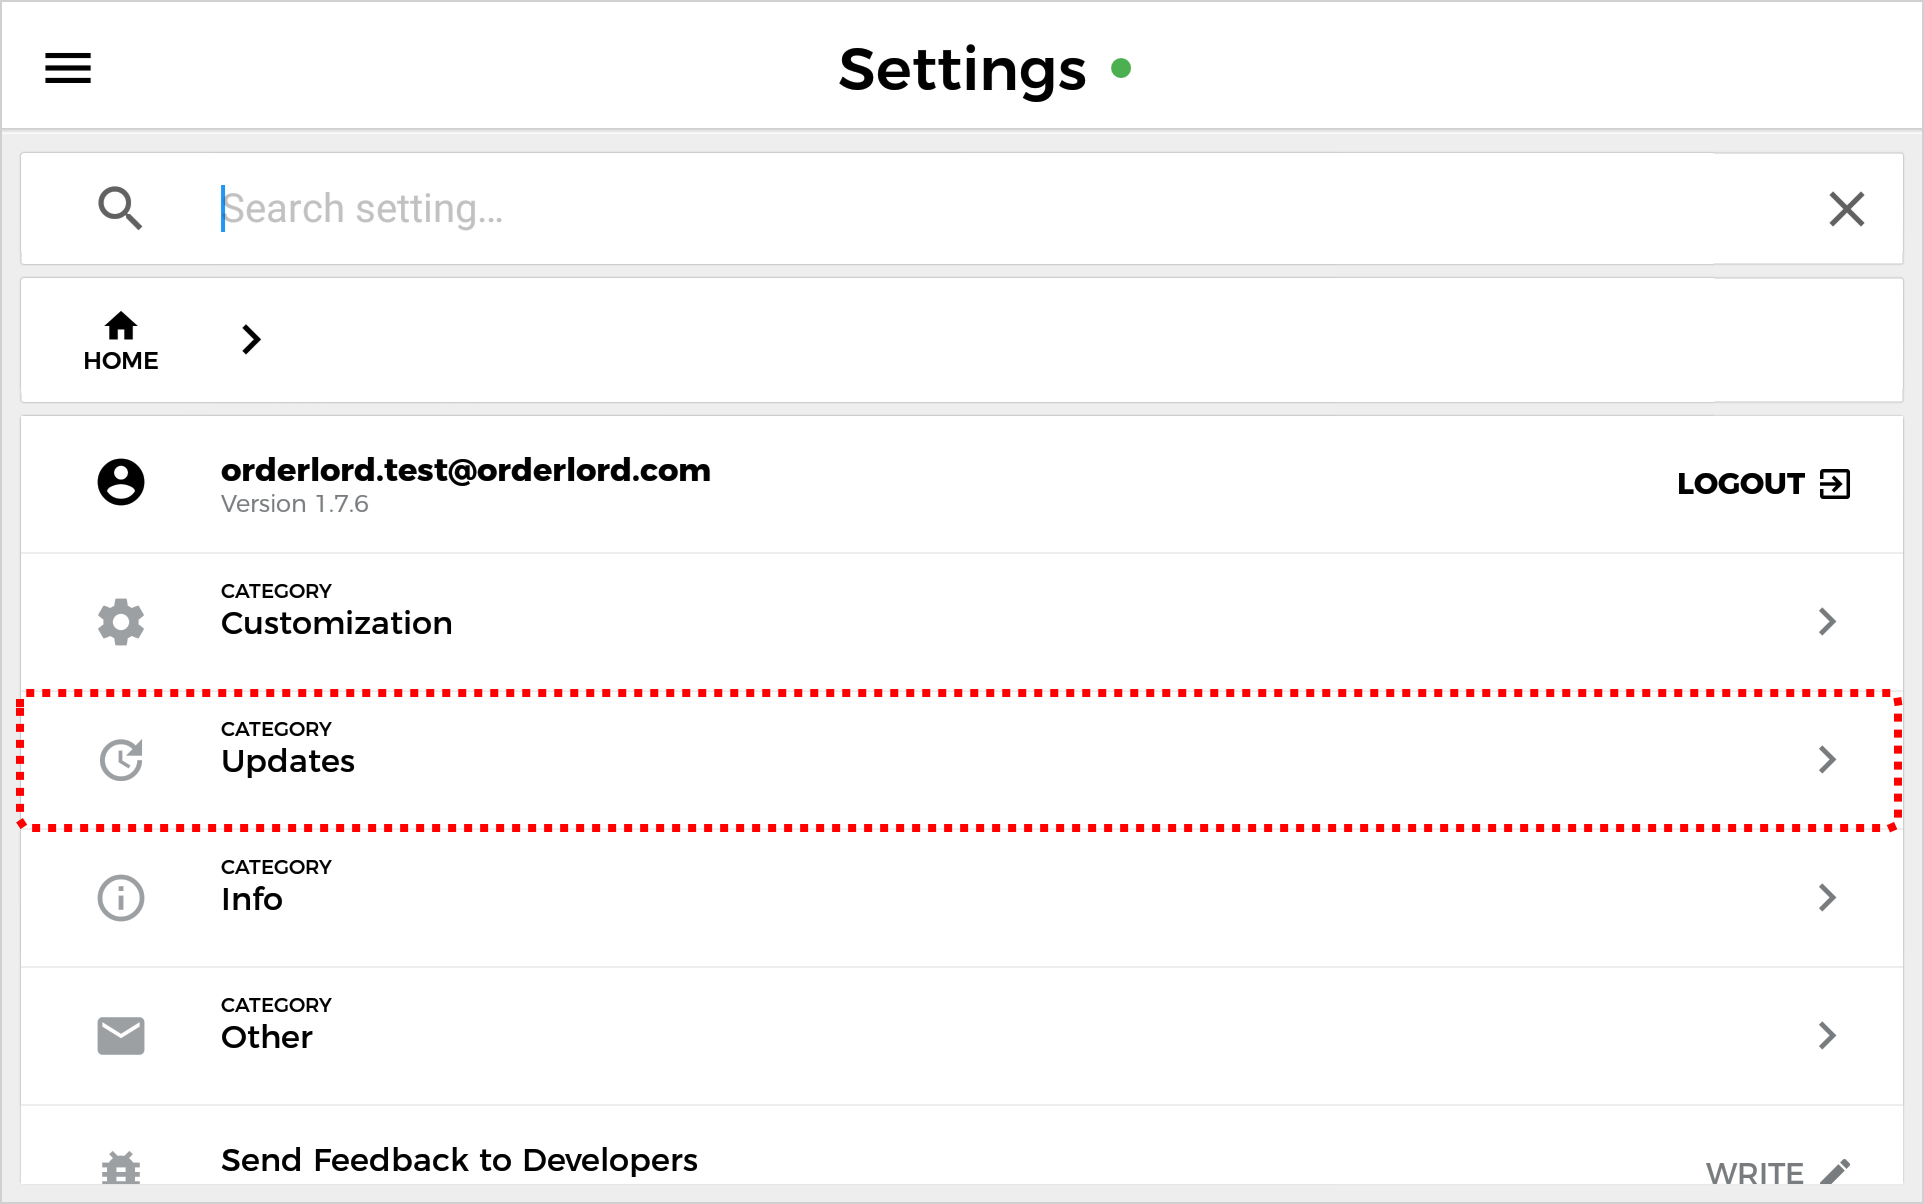 Settings
Search setting...
HOME
orderlord.test@orderlord.com
Version 1.7.6
LOGOUT
CATEGORY
Customization
CATEGORY
Updates
CATEGORY
Info
CATEGORY
Other
Send Feedback to Developers
WRITE